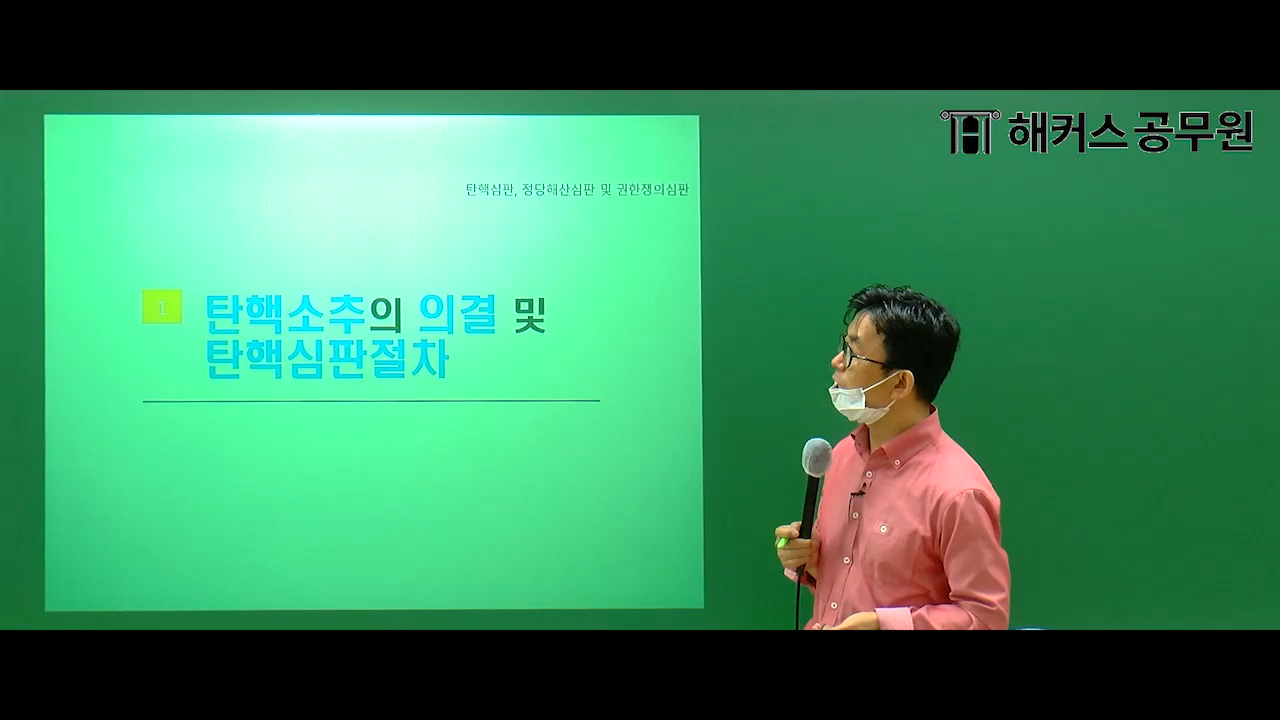 해커스 공무원
탄핵심판, 정당해산심판 및 권한쟁의심판
1
탄핵소추의 의결 및
탄핵심판절차